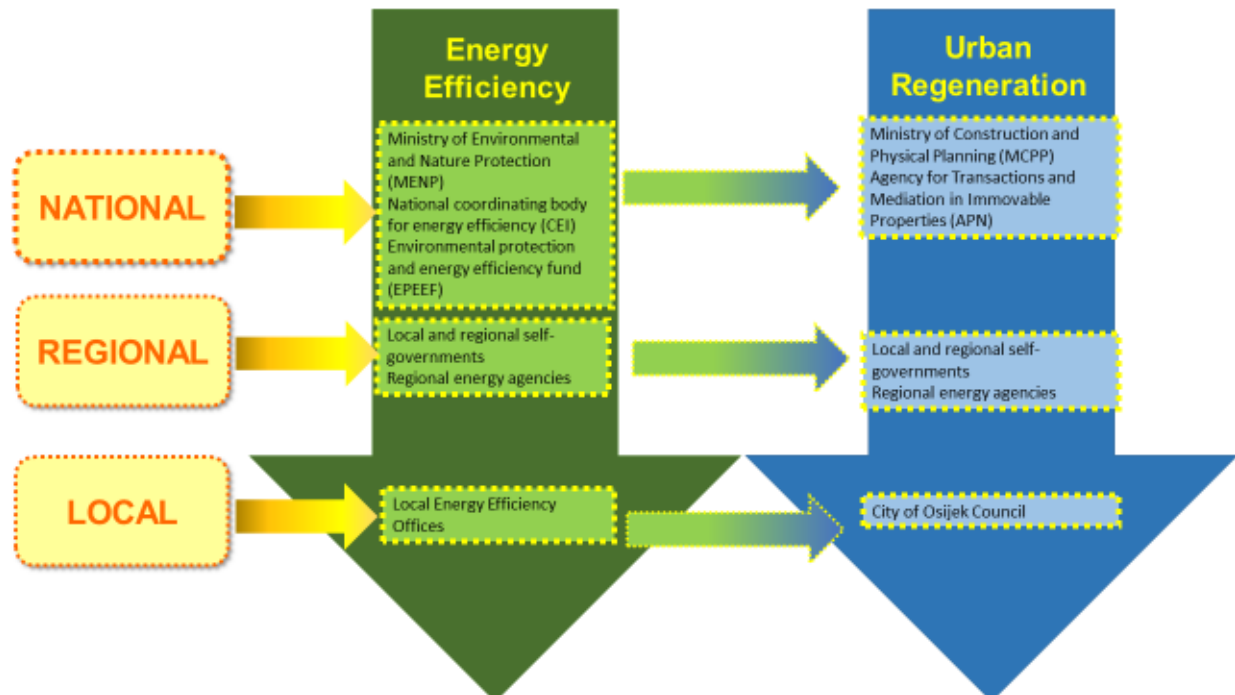 Energy
Efficiency
Urban
Regeneration
NATIONAL
Ministry of Environmental
and Nature Protection
(MENP)
National coordinating body
for energy efficiency (CEI)
Environmental protection
and energy efficiency fund
(EPEEF)
Ministry of Construction and
Physical Planning (MCPP)
Agency for Transactions and
Mediation in Immovable
Properties (APN)
REGIONAL
Local and regional self-
governments
Regional energy agencies
Local and regional self-
governments
Regional energy agencies
LOCAL
Local Energy Efficiency
Offices
City of Osijek Council